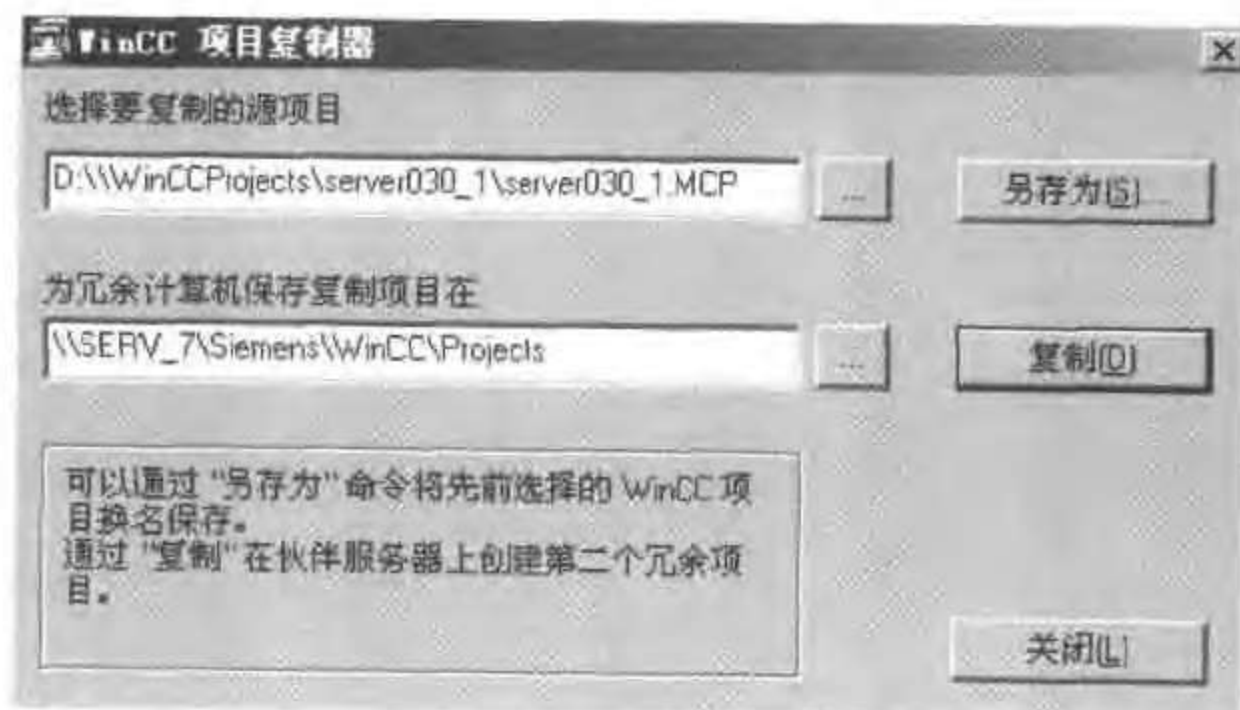 WinCC 项目复制器
选择要复制的源项目
D:\\WinCCProjects\server030_1\server030_1.MCP
...
另存为(S)...
为冗余计算机保存复制项目在
\\SERV_7\Siemens\WinCC\Projects
...
复制(D)
可以通过“另存为”命令将先前选择的 WinCC 项
目换名保存。
通过“复制”在伙伴服务器上创建第二个冗余项
目。
关闭(L)